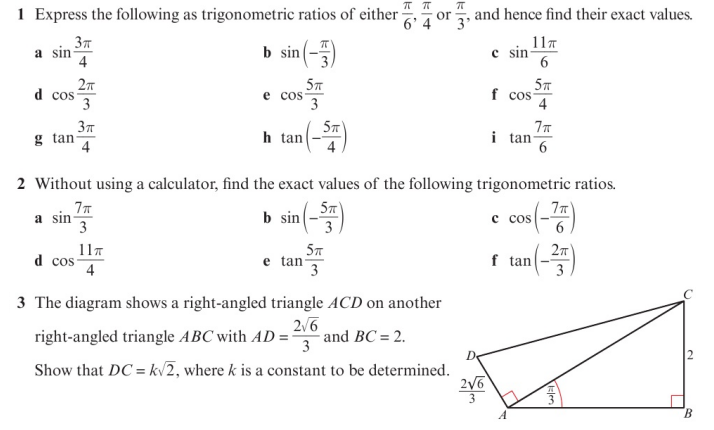 1 Express the following as trigonometric ratios of either π/6, π/4 or π/3, and hence find their exact values.
a sin 3π/4 b sin(−π/3) c sin 11π/6
d cos 2π/3 e cos 5π/3 f cos 5π/4
g tan 3π/4 h tan(−5π/4) i tan 7π/6
2 Without using a calculator, find the exact values of the following trigonometric ratios.
a sin 7π/3 b sin(−5π/3) c cos(−7π/6)
d cos 11π/4 e tan 5π/3 f tan(−2π/3)
3 The diagram shows a right-angled triangle ACD on another
right-angled triangle ABC with AD = 2√6/3 and BC = 2.
Show that DC = k√2, where k is a constant to be determined.
C
D
2
2√6/3
π/3
A
B